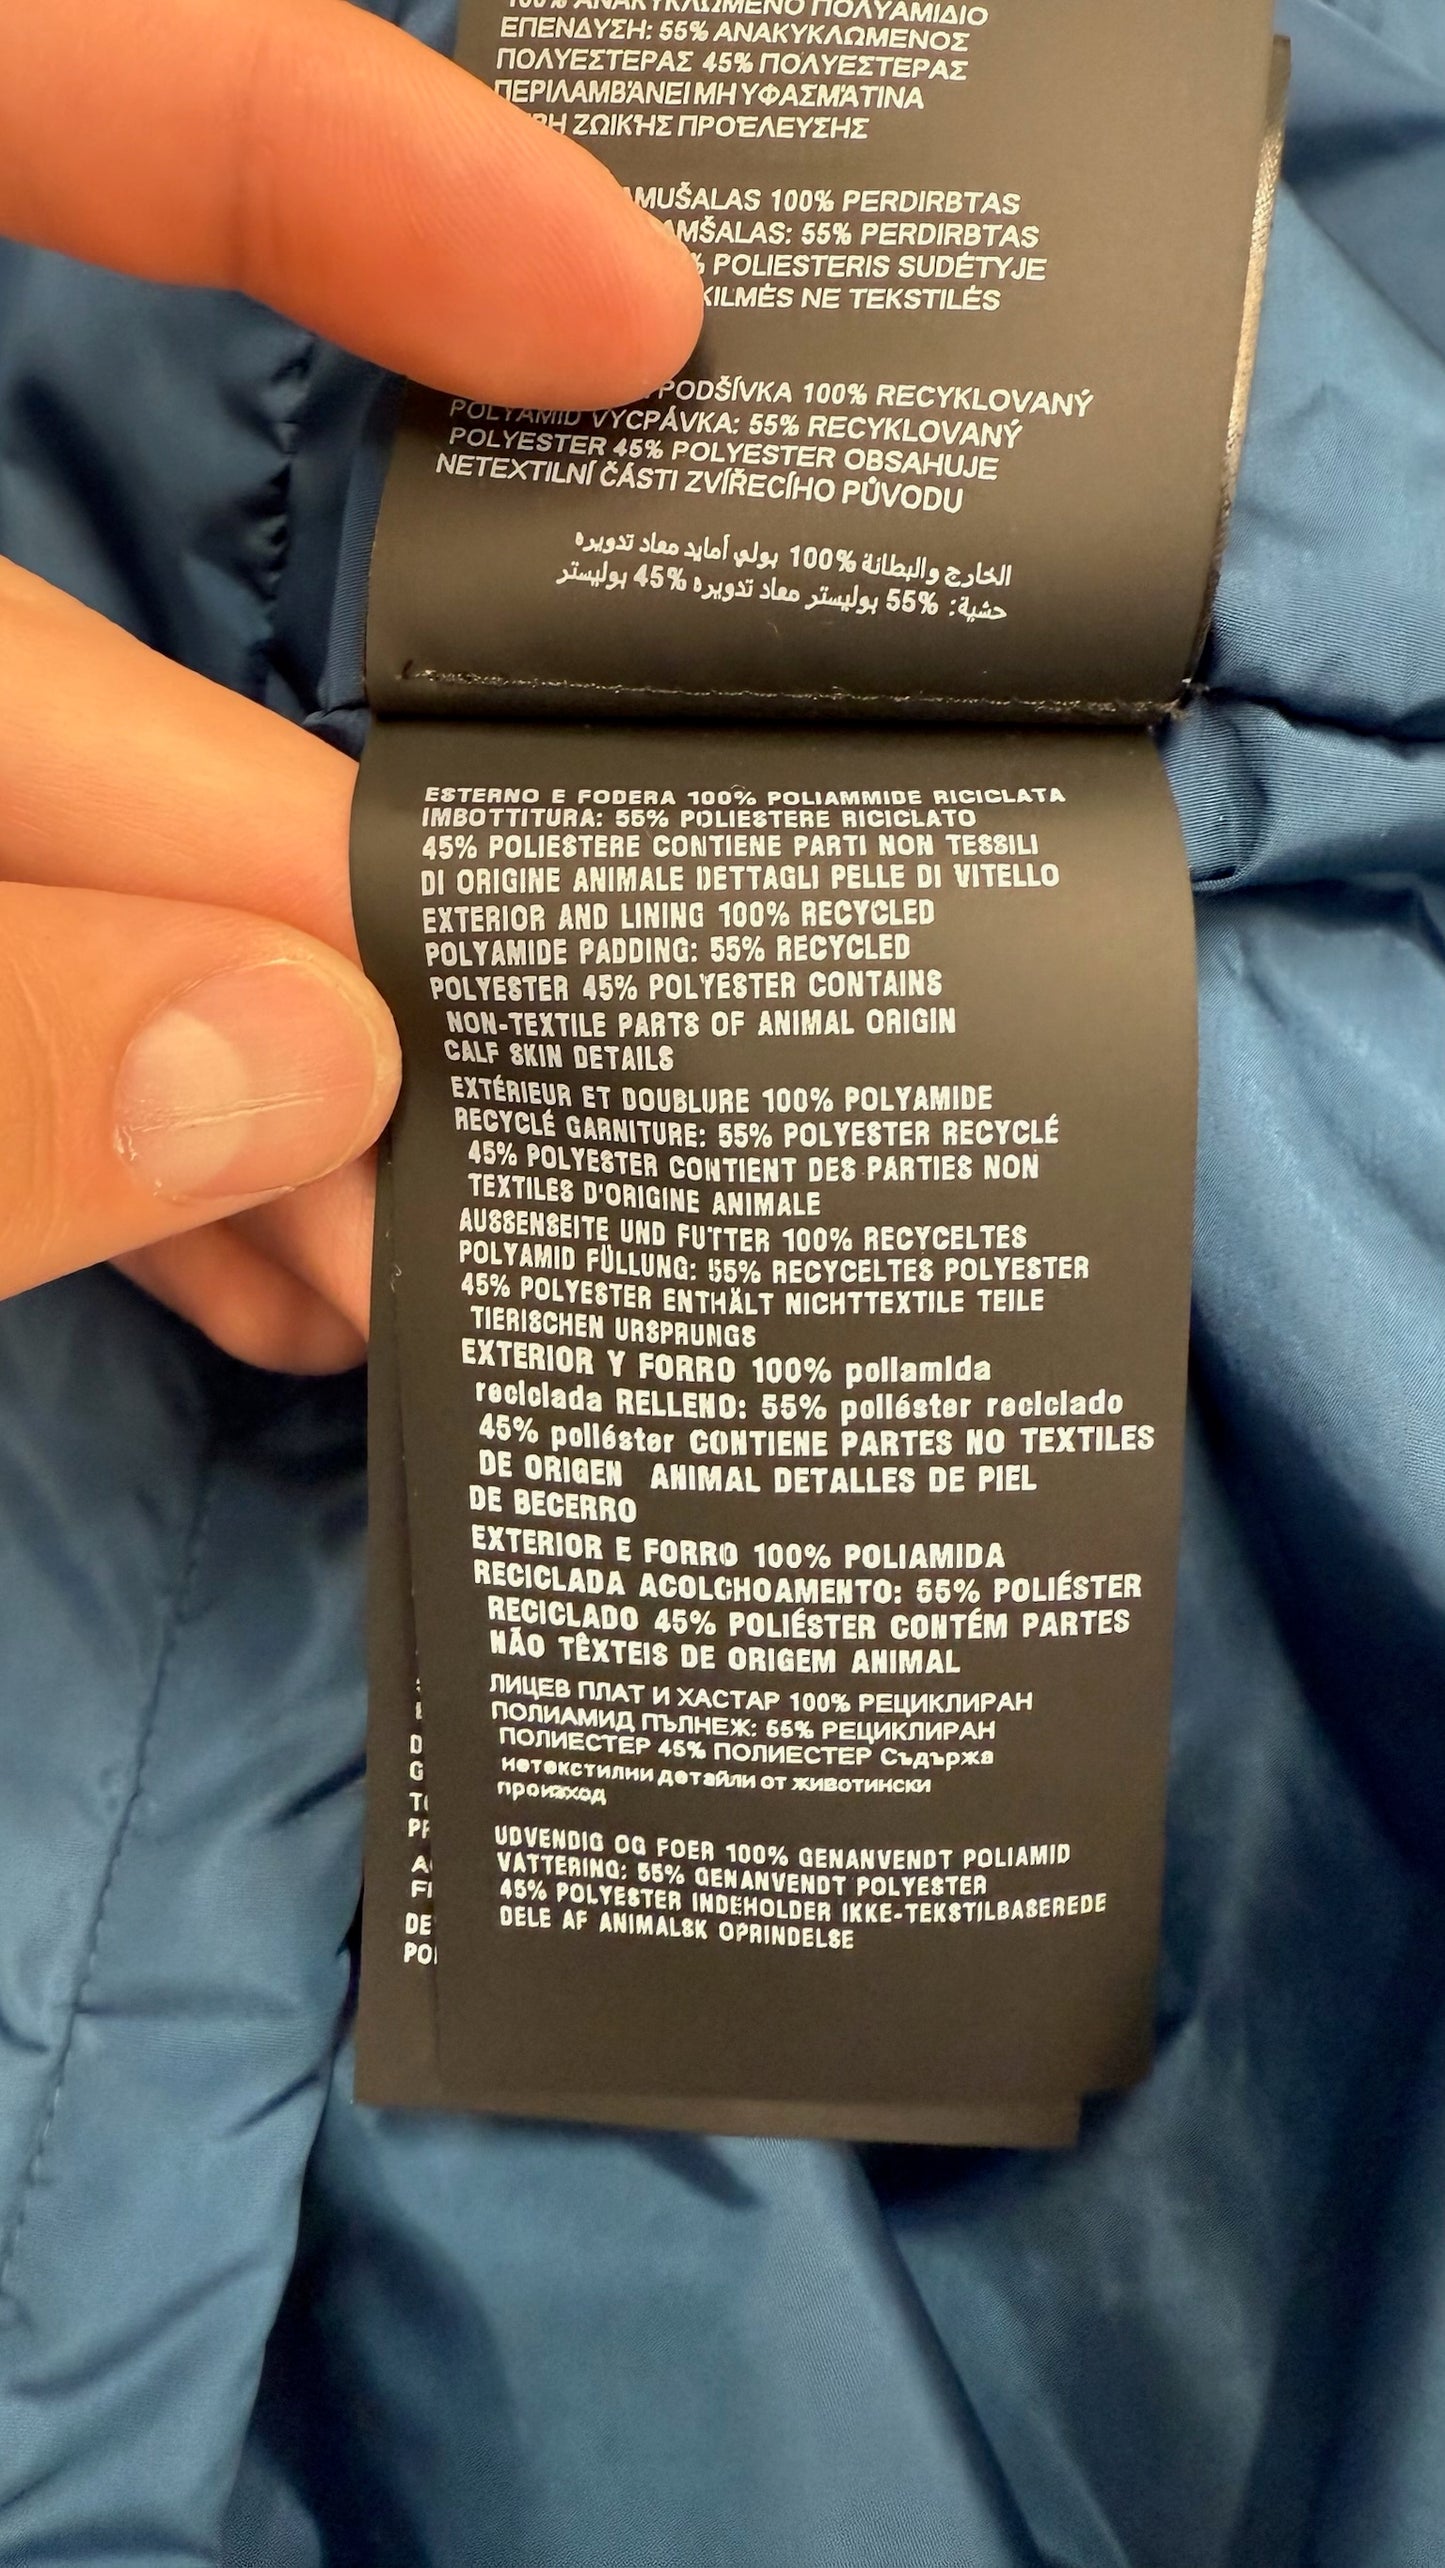 100% ΑΝΑΚΥΚΛΩΜΕΝΟ ΠΟΛΥΑΜΙΔΙΟ
ΕΠΕΝΔΥΣΗ: 55% ΑΝΑΚΥΚΛΩΜΕΝΟΣ
ΠΟΛΥΕΣΤΕΡΑΣ 45% ΠΟΛΥΕΣΤΕΡΑΣ
ΠΕΡΙΛΑΜΒΆΝΕΙ ΜΗ ΥΦΑΣΜΆΤΙΝΑ
ΖΩΙΚΉΣ ΠΡΟΈΛΕΥΣΗΣ
100% PERDIRBTAS
55% PERDIRBTAS
POLIESTERIS SUDĖTYJE
KILMĖS NE TEKSTILĖS
PODŠÍVKA 100% RECYKLOVANÝ
POLYAMID VÝCPÁVKA: 55% RECYKLOVANÝ
POLYESTER 45% POLYESTER OBSAHUJE
NETEXTILNÍ ČÁSTI ZVÍŘECÍHO PŮVODU
الخارج والبطانة 100% بولي أمايد معاد تدويره
حشية: 55% بوليستر معاد تدويره 45% بوليستر
ESTERNO E FODERA 100% POLIAMMIDE RICICLATA
IMBOTTITURA: 55% POLIESTERE RICICLATO
45% POLIESTERE CONTIENE PARTI NON TESSILI
DI ORIGINE ANIMALE DETTAGLI PELLE DI VITELLO
EXTERIOR AND LINING 100% RECYCLED
POLYAMIDE PADDING: 55% RECYCLED
POLYESTER 45% POLYESTER CONTAINS
NON-TEXTILE PARTS OF ANIMAL ORIGIN
CALF SKIN DETAILS
EXTÉRIEUR ET DOUBLURE 100% POLYAMIDE
RECYCLÉ GARNITURE: 55% POLYESTER RECYCLÉ
45% POLYESTER CONTIENT DES PARTIES NON
TEXTILES D'ORIGINE ANIMALE
AUSSENSEITE UND FUTTER 100% RECYCELTES
POLYAMID FÜLLUNG: 55% RECYCELTES POLYESTER
45% POLYESTER ENTHÄLT NICHTTEXTILE TEILE
TIERISCHEN URSPRUNGS
EXTERIOR Y FORRO 100% poliamida
reciclada RELLENO: 55% poliéster reciclado
45% poliéster CONTIENE PARTES NO TEXTILES
DE ORIGEN ANIMAL DETALLES DE PIEL
DE BECERRO
EXTERIOR E FORRO 100% POLIAMIDA
RECICLADA ACOLCHOAMENTO: 55% POLIÉSTER
RECICLADO 45% POLIÉSTER CONTÉM PARTES
NÃO TÊXTEIS DE ORIGEM ANIMAL
ЛИЦЕВ ПЛАТ И ХАСТАР 100% РЕЦИКЛИРАН
ПОЛИАМИД ПЪЛНЕЖ: 55% РЕЦИКЛИРАН
ПОЛИЕСТЕР 45% ПОЛИЕСТЕР Съдържа
нетекстилни детайли от животински
произход
UDVENDIG OG FOER 100% GENANVENDT POLIAMID
VATTERING: 55% GENANVENDT POLYESTER
45% POLYESTER INDEHOLDER IKKE-TEKSTILBASEREDE
DELE AF ANIMALSK OPRINDELSE